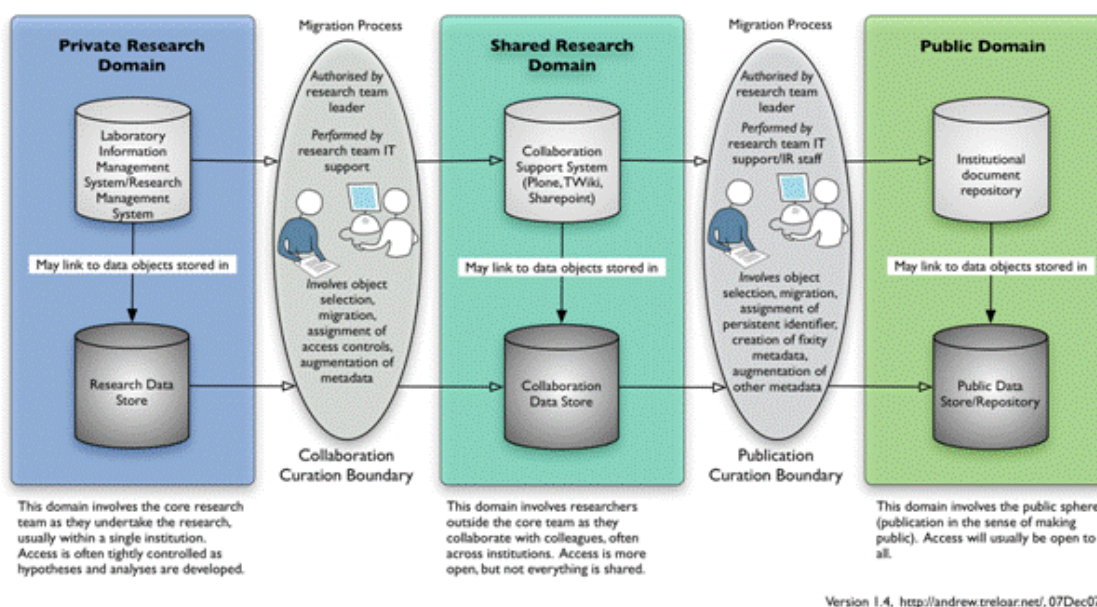 Private Research
Domain
Laboratory
Information
Management
System/Research
Management
System
May link to data objects stored in
Research Data
Store
This domain involves the core research
team as they undertake the research,
usually within a single institution.
Access is often tightly controlled as
hypotheses and analyses are developed.
Migration Process
Authorised by
research team
leader
Performed by
research team IT
support
Involves object
selection,
migration,
assignment of
access controls,
augmentation of
metadata
Collaboration
Curation Boundary
Shared Research
Domain
Collaboration
Support System
(Plone, TWiki,
Sharepoint)
May link to data objects stored in
Collaboration
Data Store
This domain involves researchers
outside the core team as they
collaborate with colleagues, often
across institutions. Access is more
open, but not everything is shared.
Migration Process
Authorised by
research team
leader
Performed by
research team IT
support/IR staff
Involves object
selection, migration,
assignment of
persistent identifier,
creation of fixity
metadata,
augmentation of
other metadata
Publication
Curation Boundary
Public Domain
Institutional
document
repository
May link to data objects stored in
Public Data
Store/Repository
This domain involves the public sphere
(publication in the sense of making
public). Access will usually be open to
all.
Version 1.4, http://andrew.treloar.net/, 07Dec07